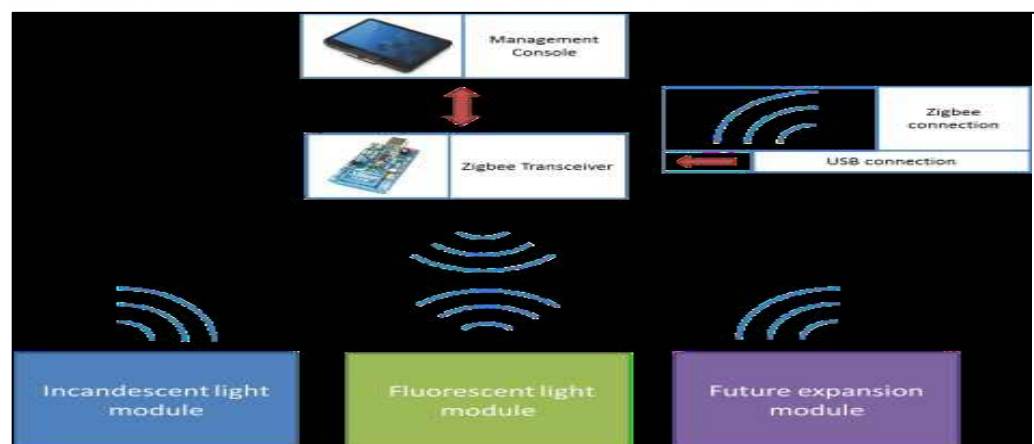 Management
Console
Zigbee
connection
USB connection
Zigbee Transceiver
Incandescent light
module
Fluorescent light
module
Future expansion
module